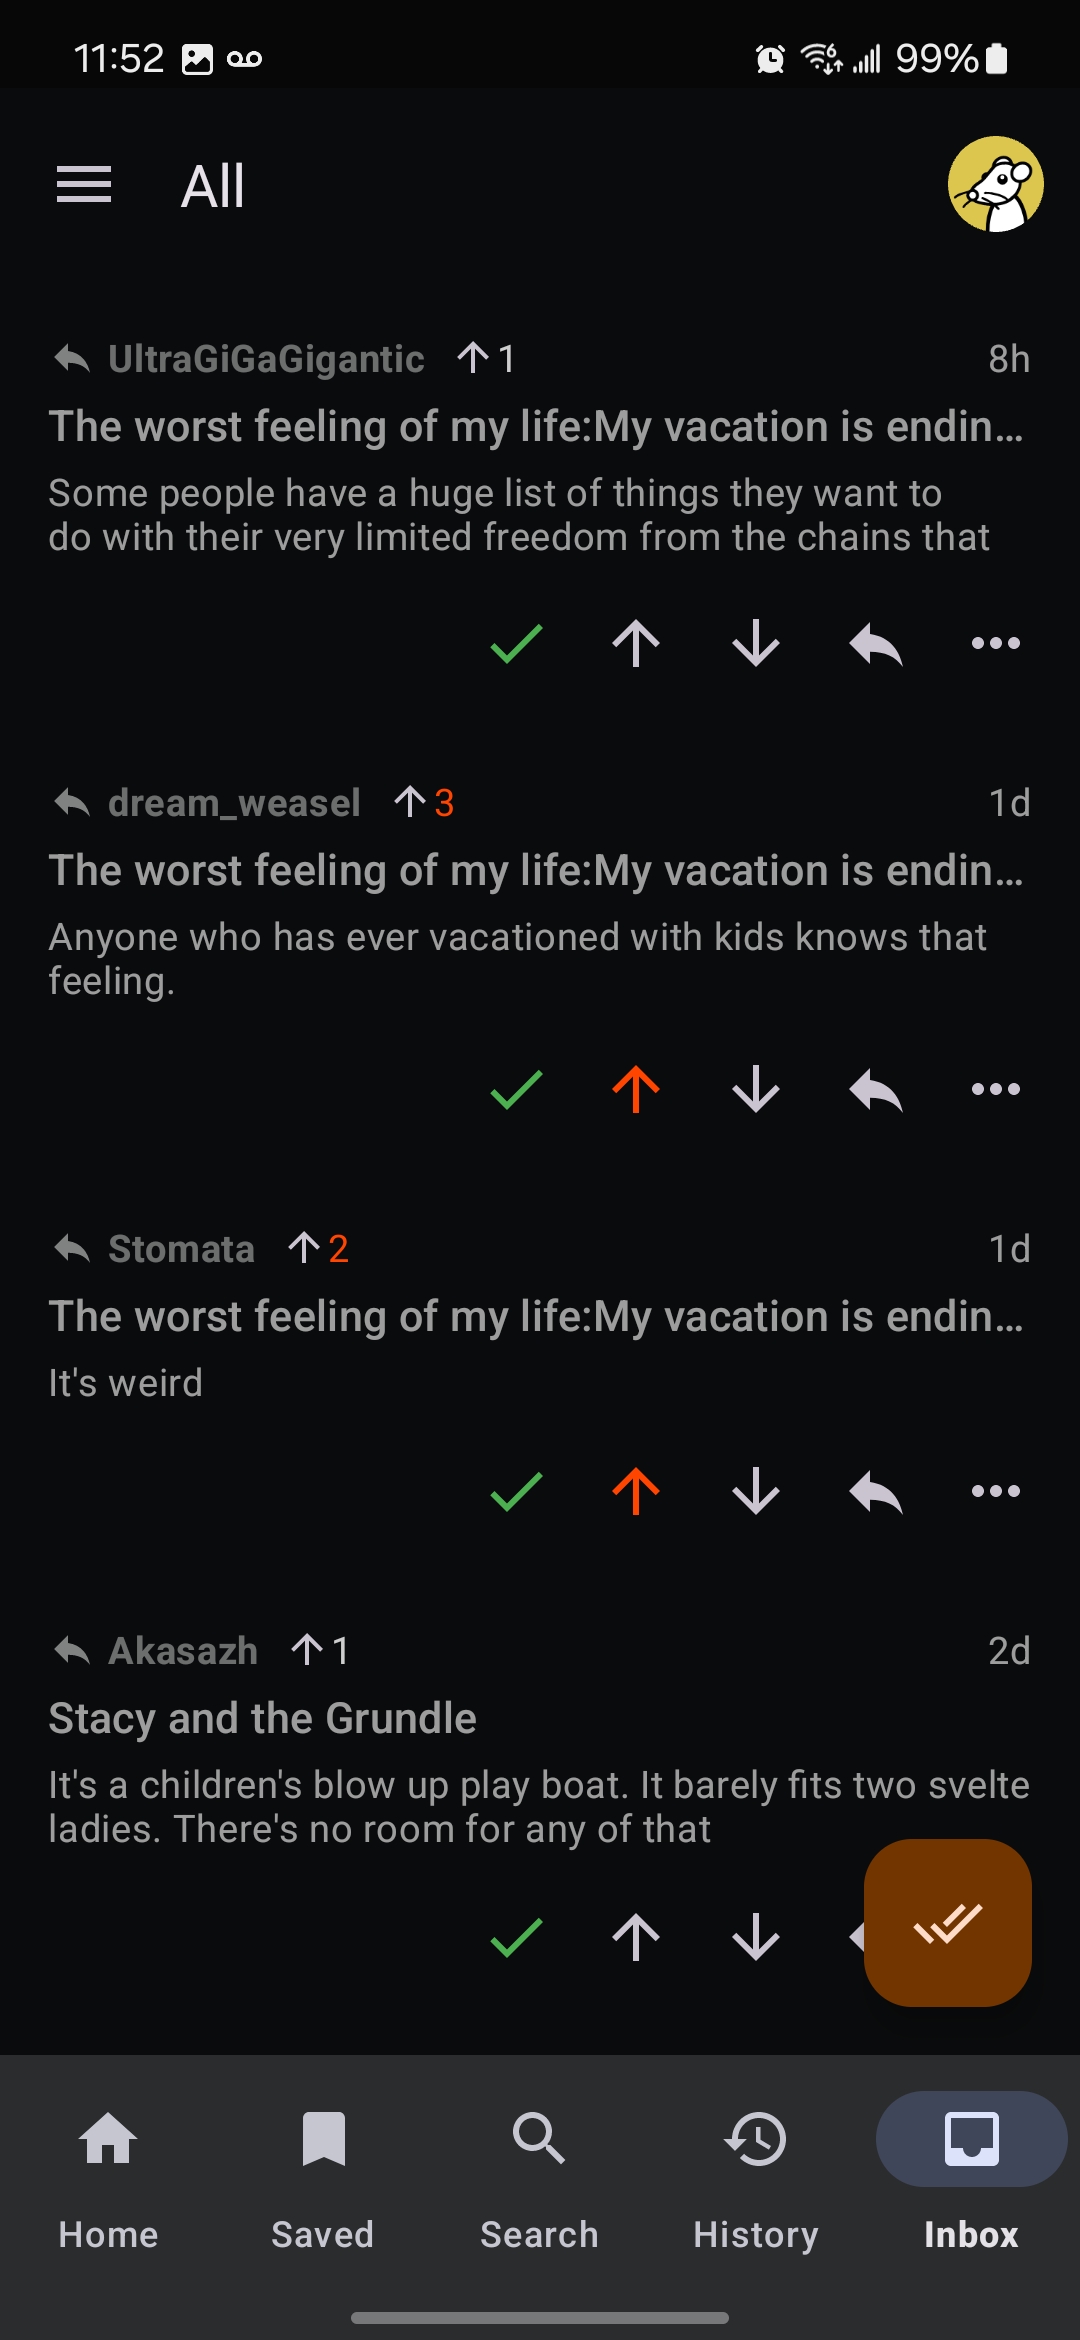 11:52
99%
All
UltraGiGaGigantic 1 8h
The worst feeling of my life:My vacation is endin...
Some people have a huge list of things they want to
do with their very limited freedom from the chains that
dream_weasel 3 1d
The worst feeling of my life:My vacation is endin...
Anyone who has ever vacationed with kids knows that
feeling.
Stomata 2 1d
The worst feeling of my life:My vacation is endin...
It's weird
Akasazh 1 2d
Stacy and the Grundle
It's a children's blow up play boat. It barely fits two svelte
ladies. There's no room for any of that
Home Saved Search History Inbox